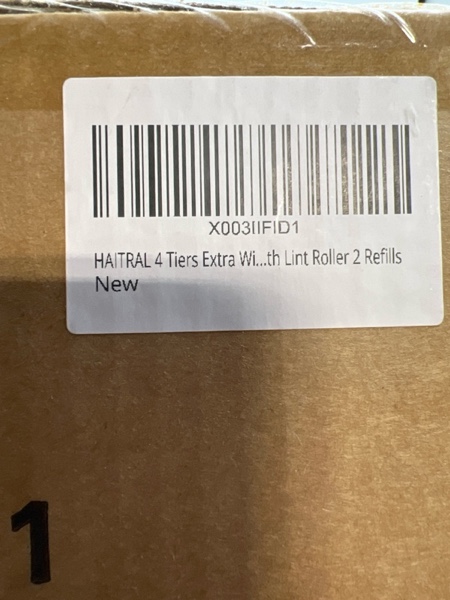 X003IIFID1
HAITRAL 4 Tiers Extra Wi...th Lint Roller 2 Refills
New
1